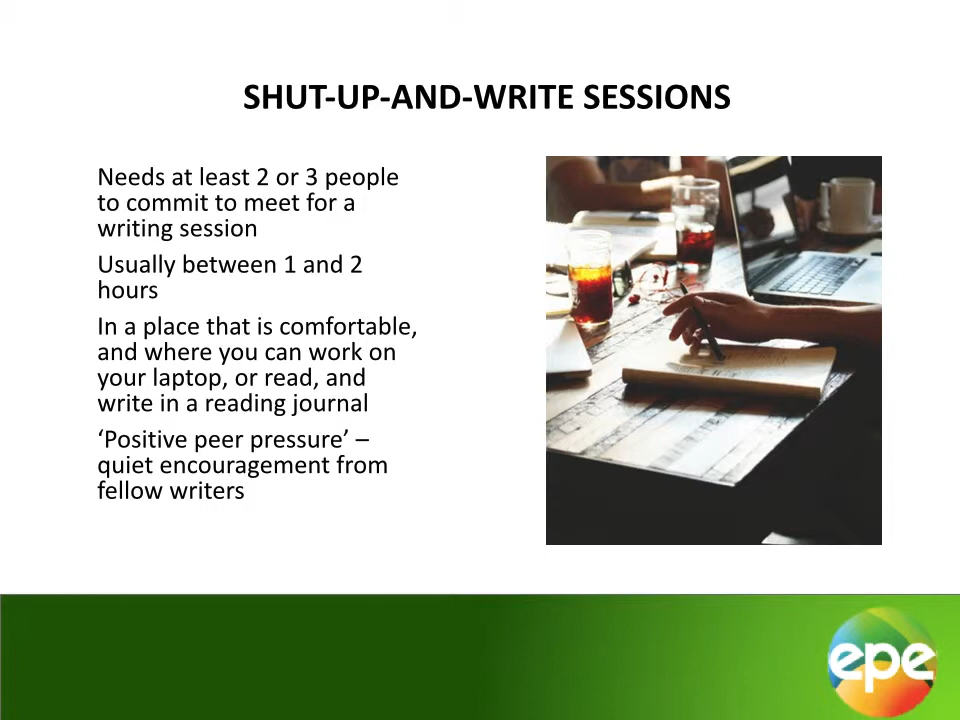 SHUT-UP-AND-WRITE SESSIONS
Needs at least 2 or 3 people
to commit to meet for a
writing session
Usually between 1 and 2
hours
In a place that is comfortable,
and where you can work on
your laptop, or read, and
write in a reading journal
‘Positive peer pressure’ –
quiet encouragement from
fellow writers
epe